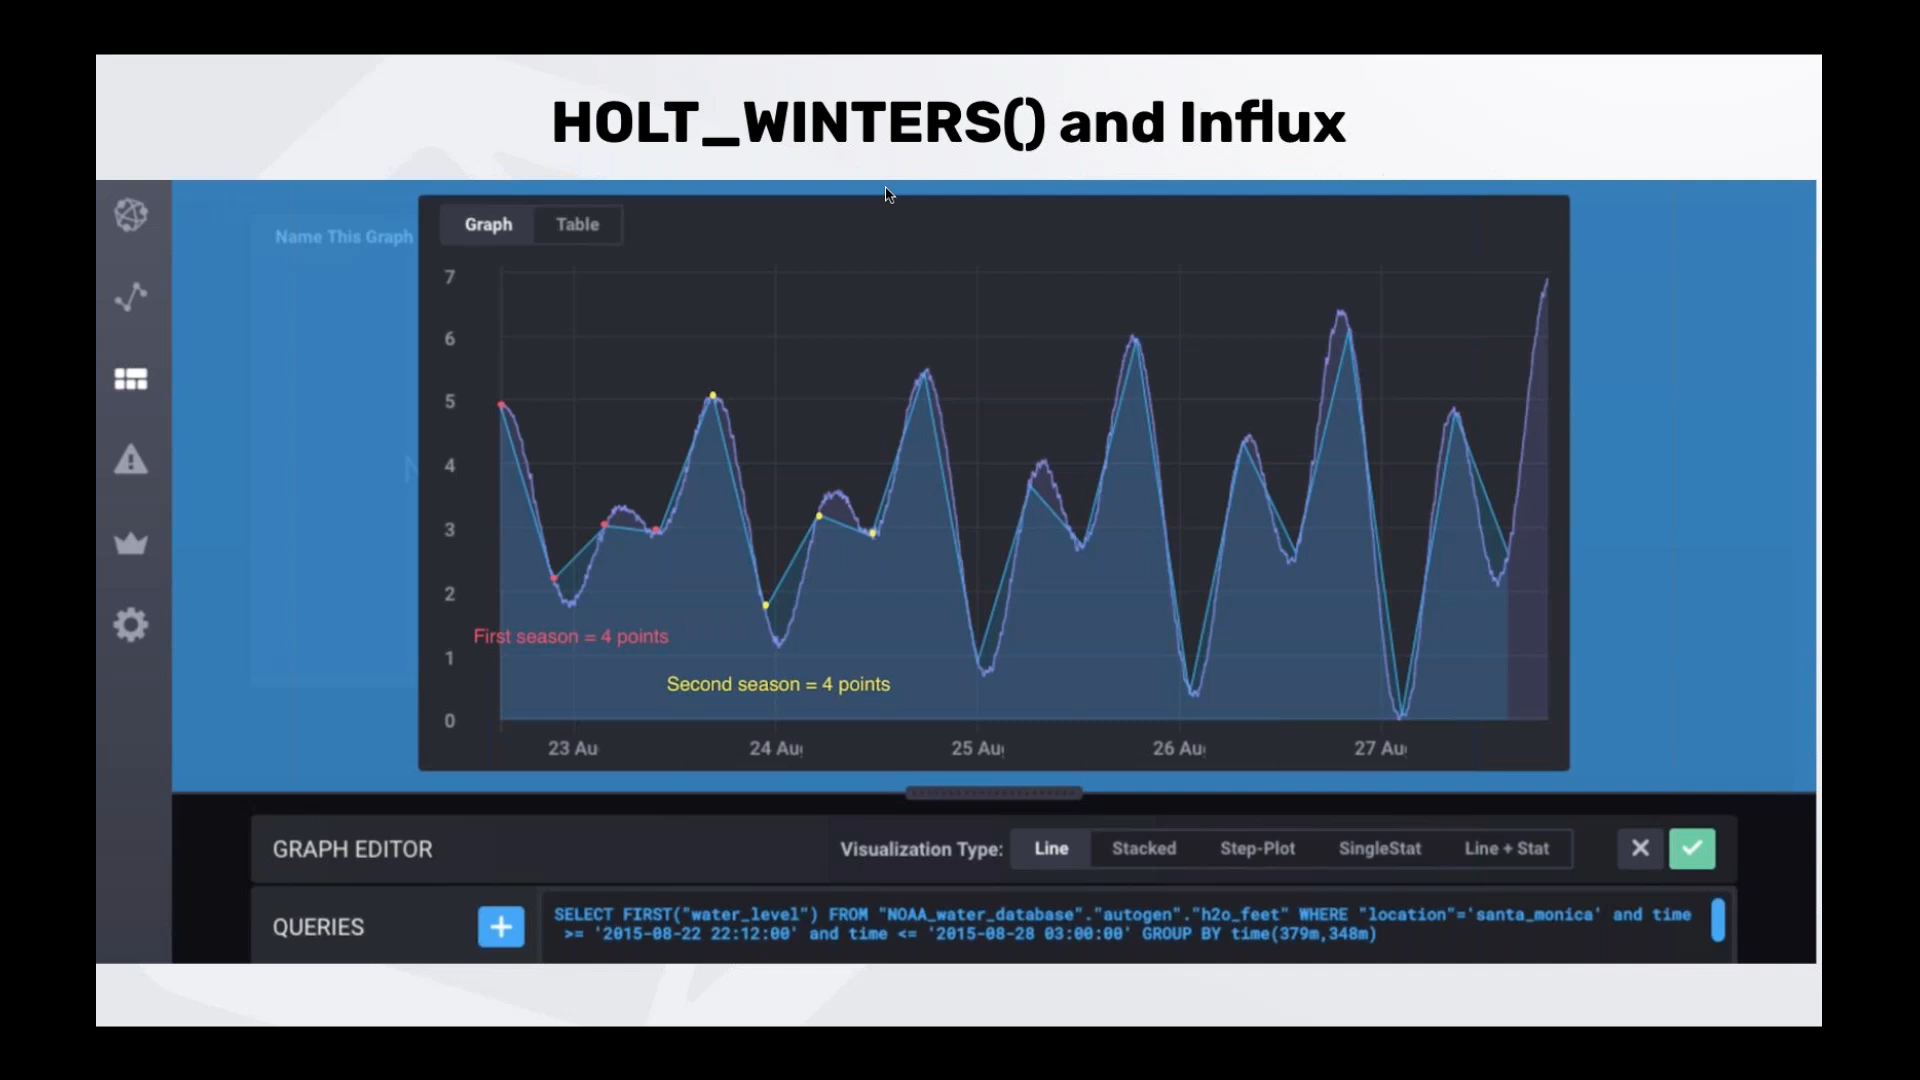 HOLT_WINTERS() and Influx
Name This Graph
Graph
Table
7
6
5
4
3
2
1
0
First season = 4 points
Second season = 4 points
23 Au
24 Au
25 Au
26 Au
27 Au
GRAPH EDITOR
Visualization Type:
Line
Stacked
Step-Plot
SingleStat
Line + Stat
QUERIES
SELECT FIRST("water_level") FROM "NOAA_water_database"."autogen"."h2o_feet" WHERE "location"='santa_monica' and time
>= '2015-08-22 22:12:00' and time <= '2015-08-28 03:00:00' GROUP BY time(379m,348m)